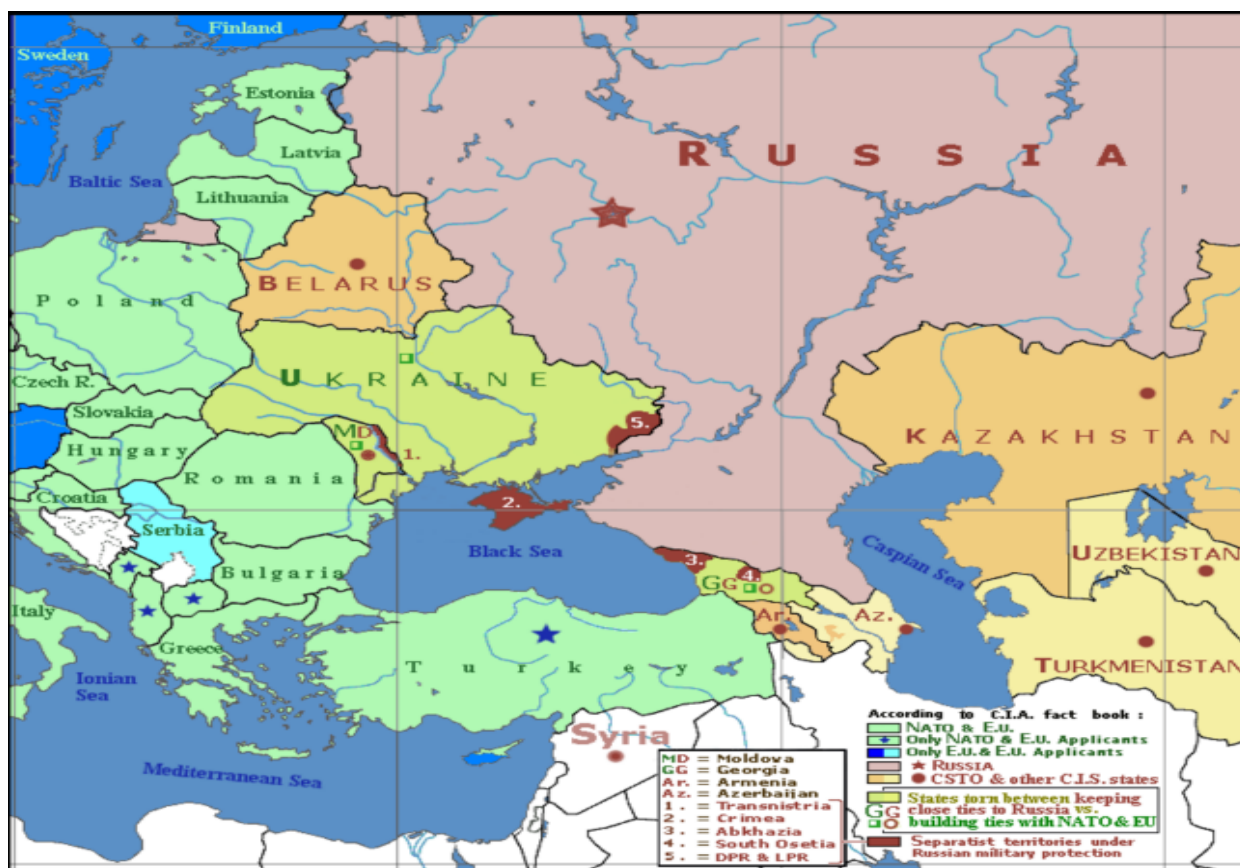 Finland
Sweden
Estonia
RUSSIA
Latvia
Baltic Sea
Lithuania
BELARUS
Poland
UKRAINE
Czech R.
Slovakia
5.
MD
KAZAKHSTAN
Hungary
1.
Romania
Croatia
2.
Serbia
Black Sea
Caspian Sea
UZBEKISTAN
3.
Bulgaria
4.
GG
Italy
Ar.
Az.
Greece
Turkey
TURKMENISTAN
Ionian
Sea
Syria
Mediterranean Sea
MD = Moldowa
GG = Georgia
Ar. = Armenia
Az. = Azerbaijan
1. = Transnistria
2. = Crimea
3. = Abkhazia
4. = South Osetia
5. = DPR & LPR
According to C.I.A. fact book :
NATO & E.U.
Only NATO & E.U. Applicants
Only E.U. & E.U. Applicants
RUSSIA
CSTO & other C.I.S. states
States torn between keeping
GG close ties to Russia vs.
building ties with NATO & EU
Separatist territories under
Russian military protection